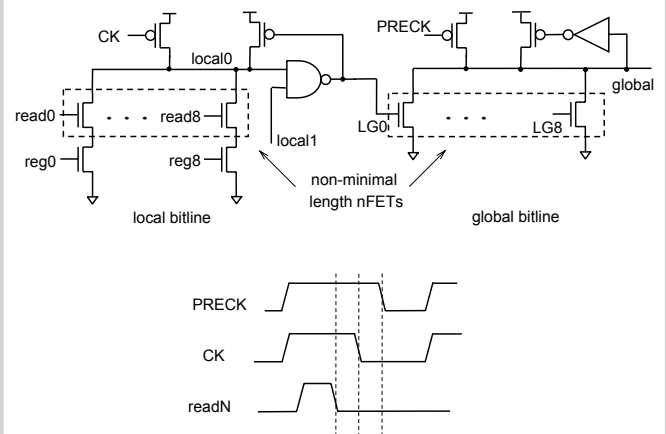 CK
PRECK
local0
global
read0
read8
LG0
LG8
local1
reg0
reg8
non-minimal
length nFETs
local bitline
global bitline
PRECK
CK
readN